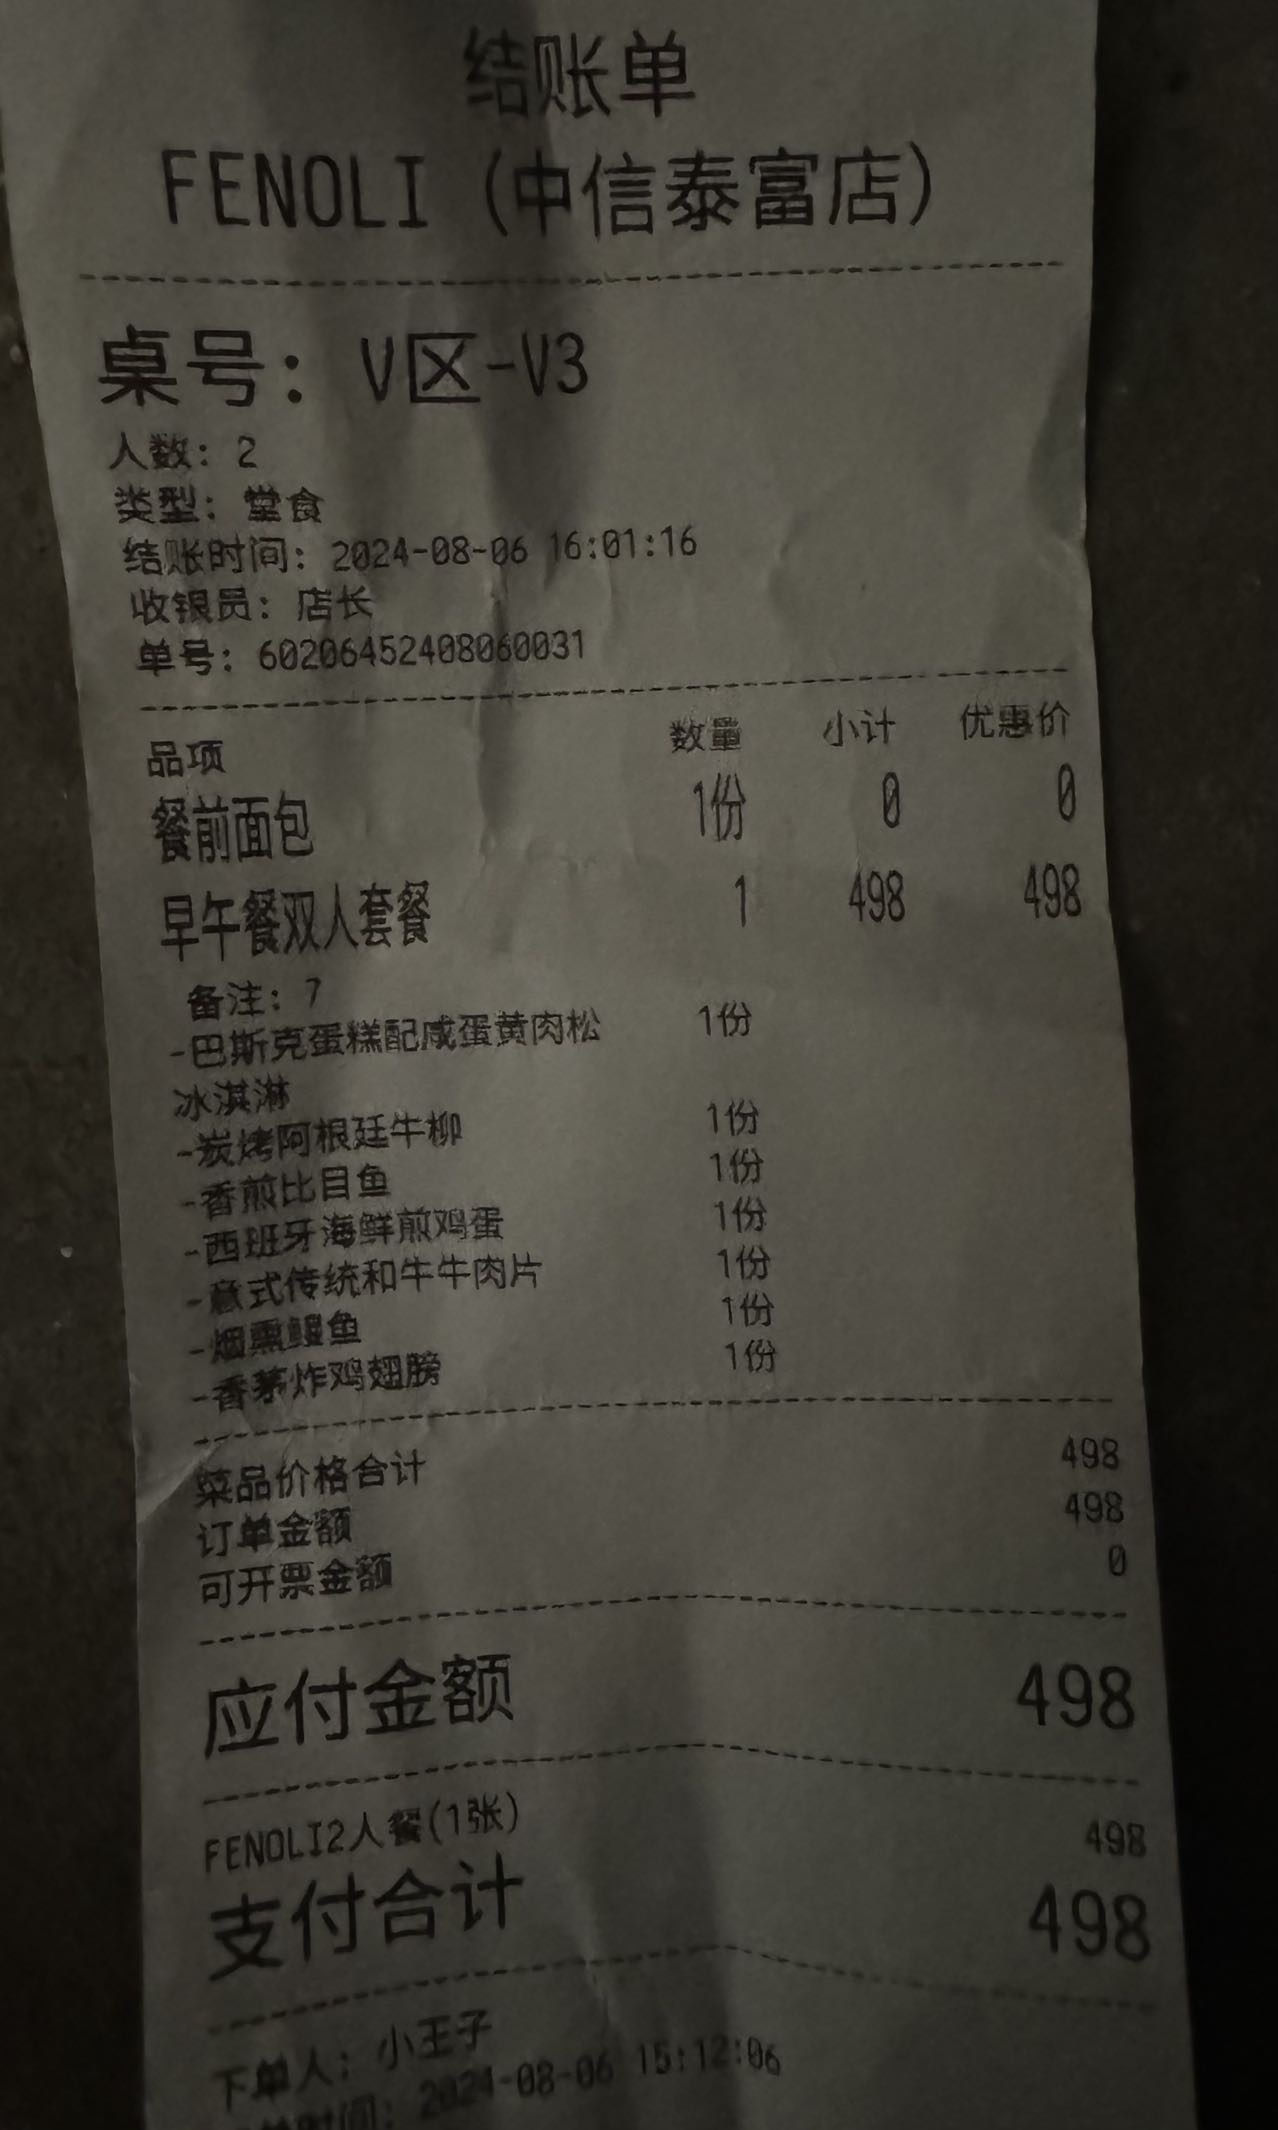 结账单
FENOLI (中信泰富店)
桌号: V区-V3
人数: 2
类型: 堂食
结账时间: 2024-08-06 16:01:16
收银员: 店长
单号: 60206452408060031
品项 数量 小计 优惠价
餐前面包 1份 0 0
早午餐双人套餐 1 498 498
备注: 7
-巴斯克蛋糕配咸蛋黄肉松 1份
冰淇淋
-炭烤阿根廷牛柳 1份
-香煎比目鱼 1份
-西班牙海鲜煎鸡蛋 1份
-意式传统和牛牛肉片 1份
-烟熏鳗鱼 1份
-香茅炸鸡翅膀 1份
菜品价格合计 498
订单金额 498
可开票金额 0
应付金额 498
FENOLI2人餐(1张) 498
支付合计 498
下单人: 小王子
单时间: 2024-08-06 15:12:06